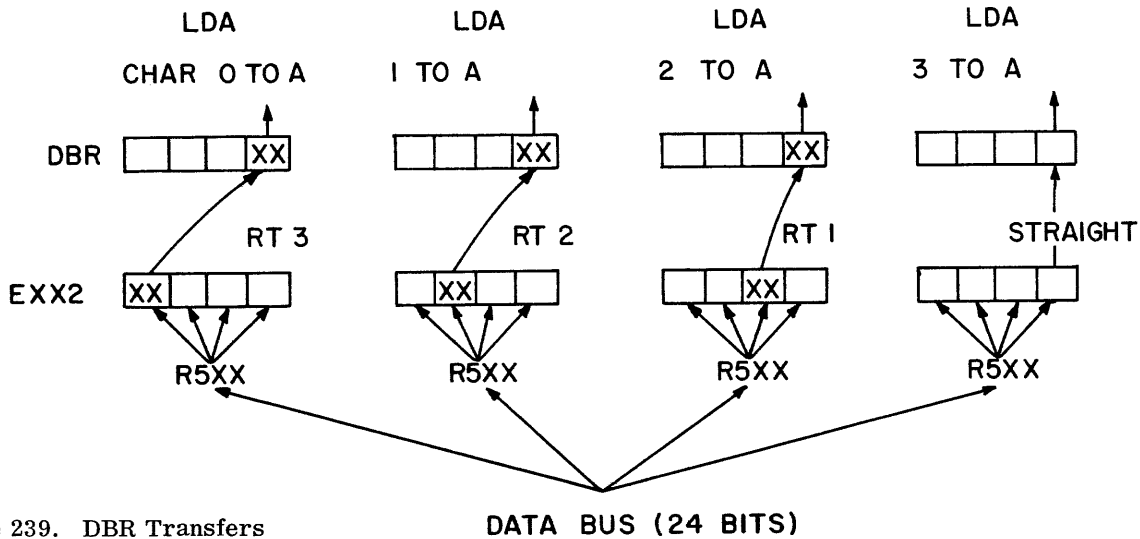 LDA LDA LDA LDA
CHAR 0 TO A 1 TO A 2 TO A 3 TO A
DBR XX XX XX
RT 3 RT 2 RT 1 STRAIGHT
EXX2 XX XX XX
R5XX R5XX R5XX R5XX
239. DBR Transfers DATA BUS (24 BITS)